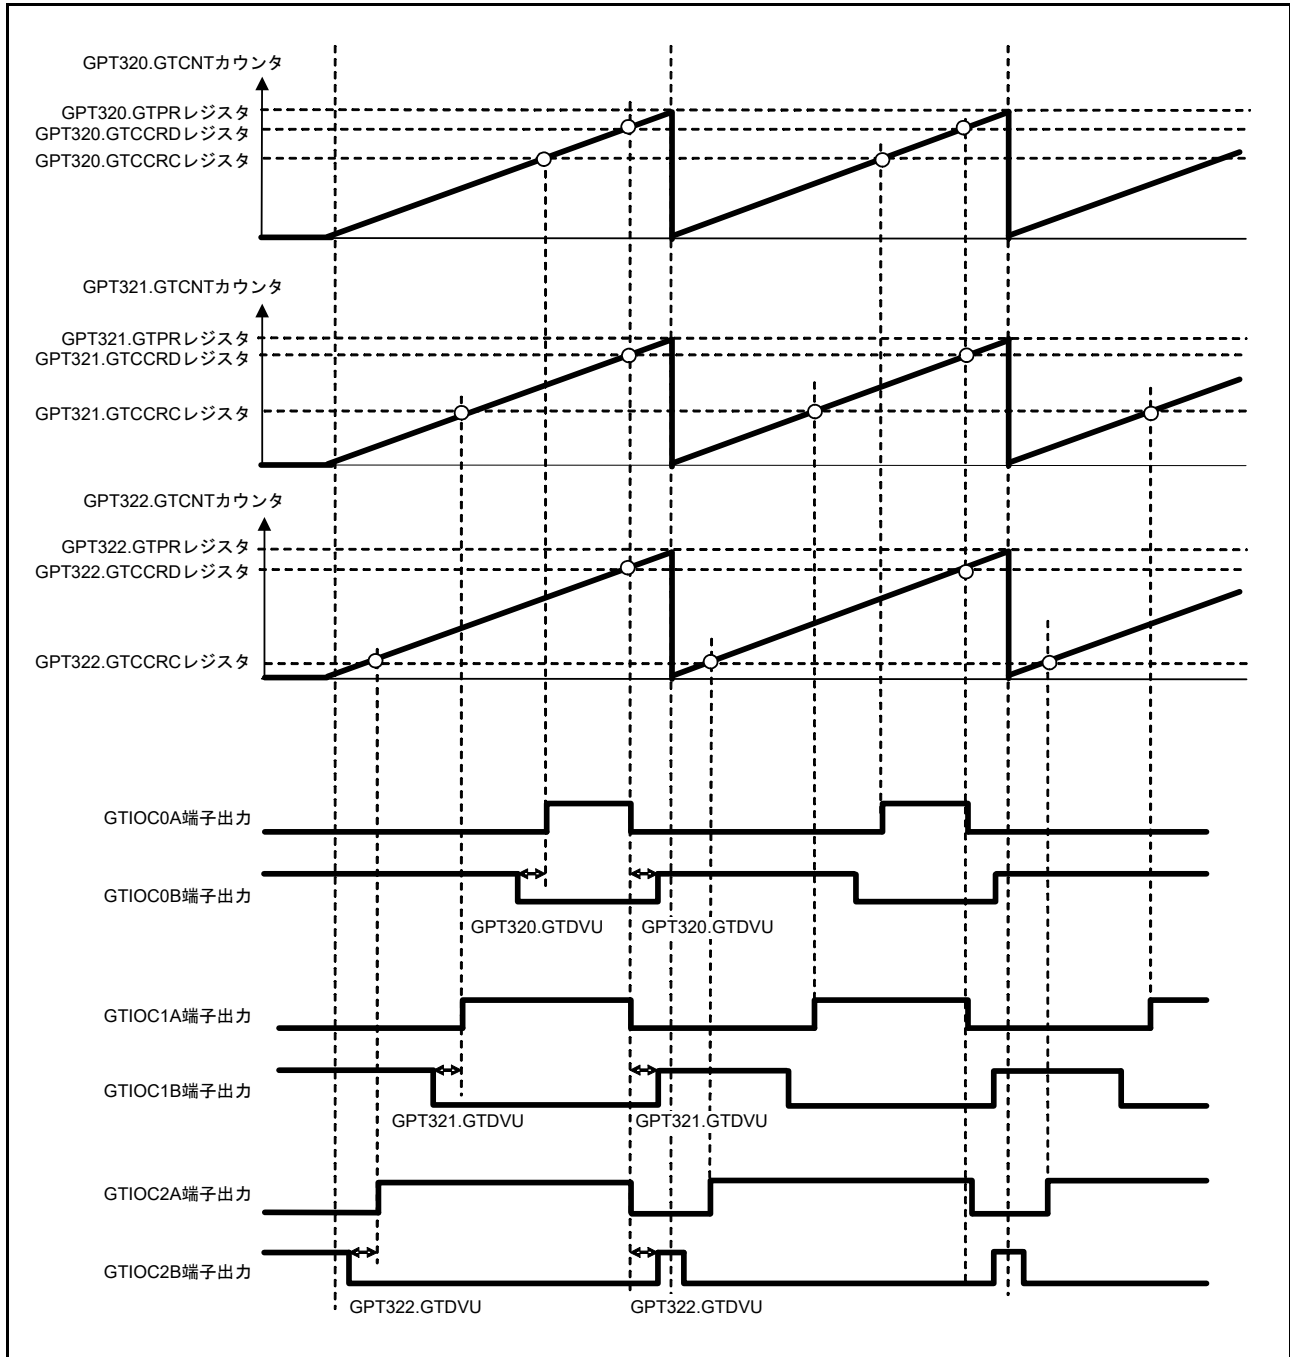 GPT320.GTCNTカウンタ
GPT320.GTPRレジスタ
GPT320.GTCCRDレジスタ
GPT320.GTCCRCレジスタ
GPT321.GTCNTカウンタ
GPT321.GTPRレジスタ
GPT321.GTCCRDレジスタ
GPT321.GTCCRCレジスタ
GPT322.GTCNTカウンタ
GPT322.GTPRレジスタ
GPT322.GTCCRDレジスタ
GPT322.GTCCRCレジスタ
GTIOC0A端子出力
GTIOC0B端子出力
GPT320.GTDVU GPT320.GTDVU
GTIOC1A端子出力
GTIOC1B端子出力
GPT321.GTDVU GPT321.GTDVU
GTIOC2A端子出力
GTIOC2B端子出力
GPT322.GTDVU GPT322.GTDVU